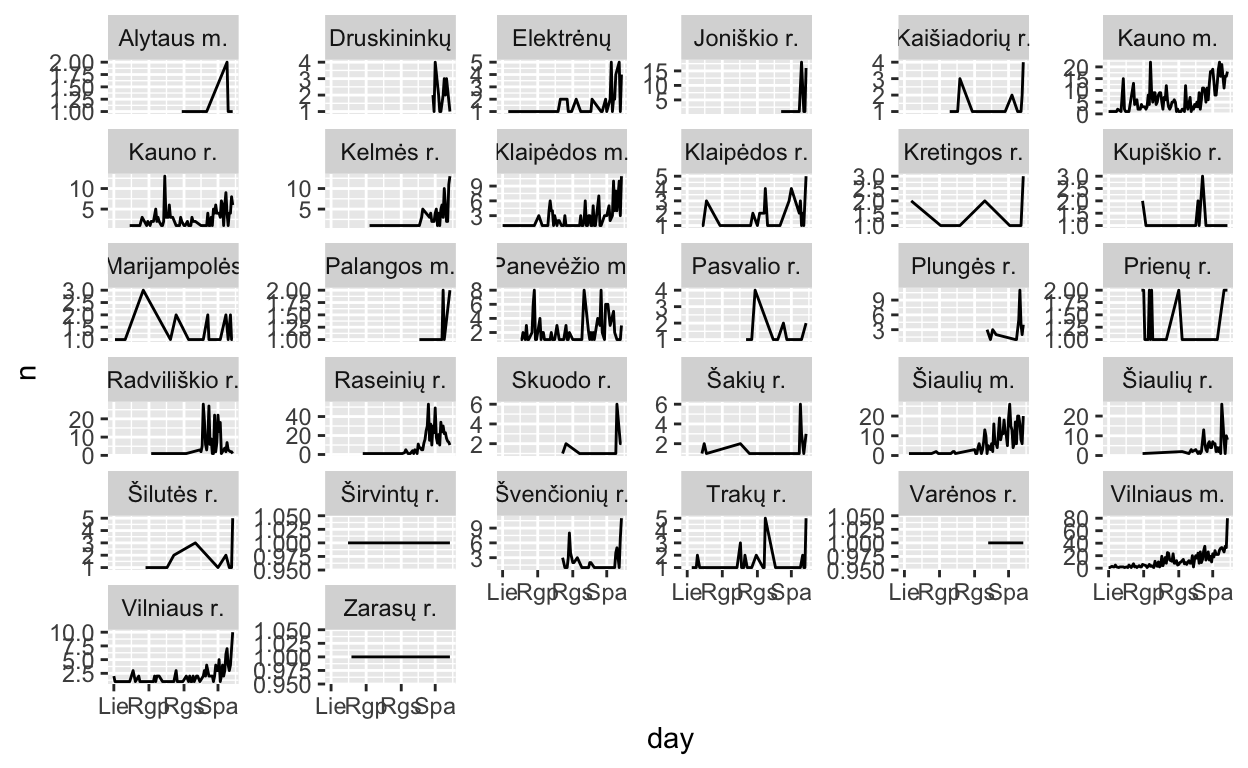 Alytaus m. Druskininkų Elektrėnų Joniškio r. Kaišiadorių r. Kauno m.
2.00 1.75 1.50 1.25 1.00
4 3 2 1
5 4 3 2 1
15 10 5
4 3 2 1
20 15 10 5 0
Kauno r. Kelmės r. Klaipėdos m. Klaipėdos r. Kretingos r. Kupiškio r.
10 5
10 5
9 6 3
5 4 3 2 1
3.0 2.5 2.0 1.5 1.0
3.0 2.5 2.0 1.5 1.0
Marijampolės Palangos m. Panevėžio m Pasvalio r. Plungės r. Prienų r.
3.0 2.5 2.0 1.5 1.0
2.00 1.75 1.50 1.25 1.00
8 6 4 2
4 3 2 1
9 6 3
2.00 1.75 1.50 1.25 1.00
n
Radviliškio r. Raseinių r. Skuodo r. Šakių r. Šiaulių m. Šiaulių r.
20 10 0
40 20 0
6 4 2
6 4 2
20 10 0
20 10 0
Šilutės r. Širvintų r. Švenčionių r. Trakų r. Varėnos r. Vilniaus m.
5 4 3 2 1
1.050 1.025 1.000 0.975 0.950
9 6 3
5 4 3 2 1
1.050 1.025 1.000 0.975 0.950
80 60 40 20 0
Lie Rgp Rgs Spa Lie Rgp Rgs Spa Lie Rgp Rgs Spa Lie Rgp Rgs Spa
Vilniaus r. Zarasų r.
10.0 7.5 5.0 2.5
1.050 1.025 1.000 0.975 0.950
Lie Rgp Rgs Spa Lie Rgp Rgs Spa
day